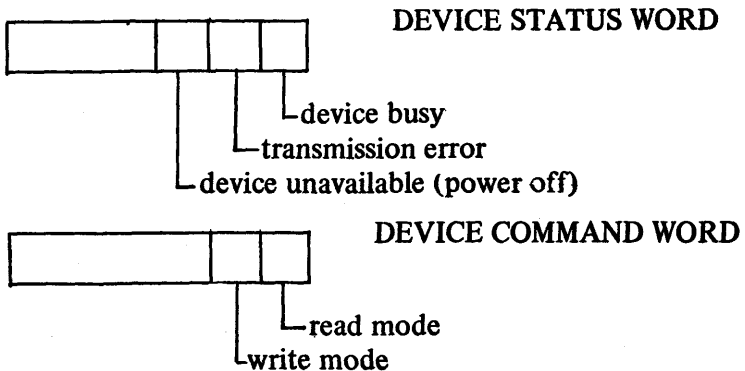 DEVICE STATUS WORD
device busy
transmission error
device unavailable (power off)
DEVICE COMMAND WORD
read mode
write mode